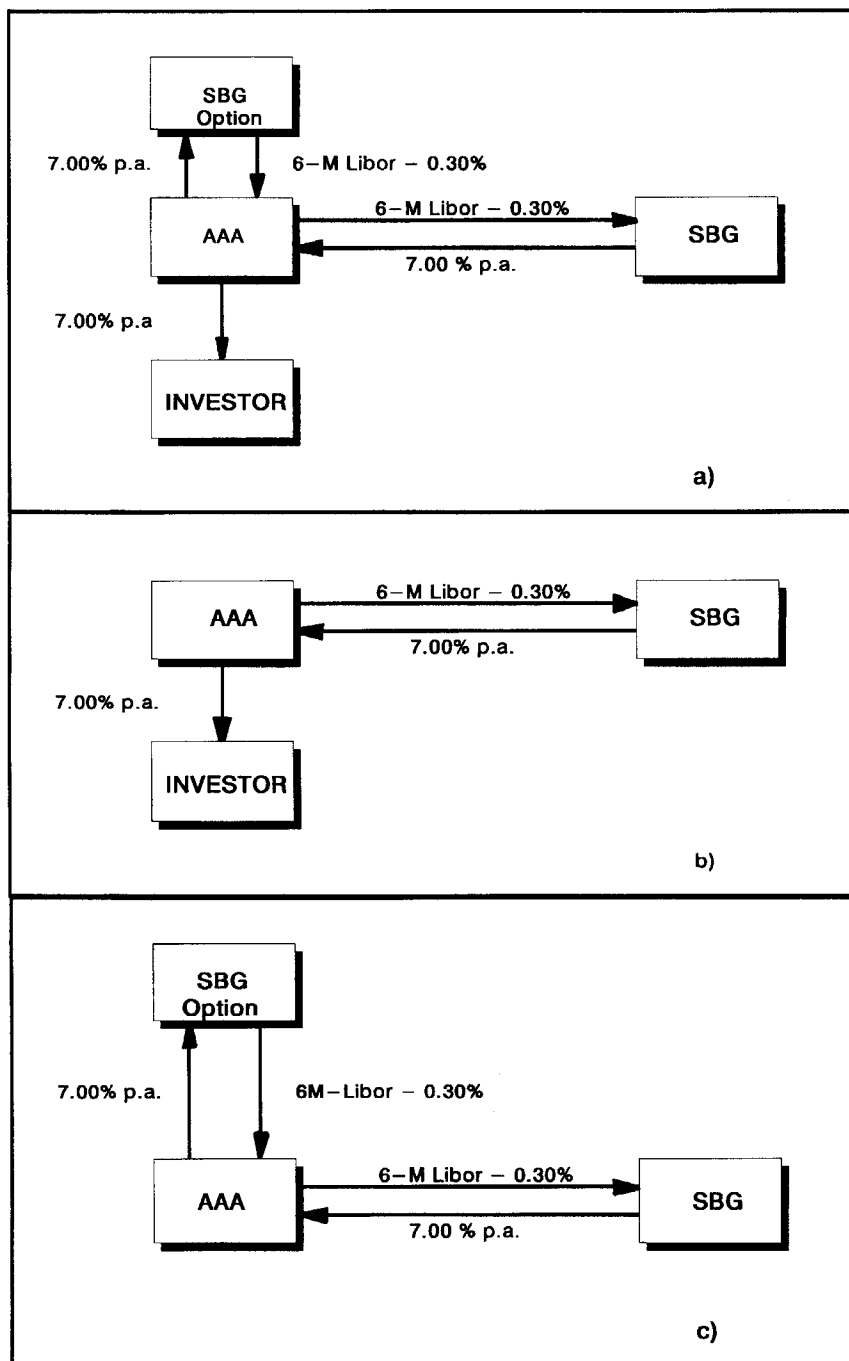 SBG
Option
7.00% p.a.
6–M Libor – 0.30%
AAA
6–M Libor – 0.30%
SBG
7.00 % p.a.
7.00% p.a
INVESTOR
a)
AAA
6–M Libor – 0.30%
SBG
7.00% p.a.
7.00% p.a.
INVESTOR
b)
SBG
Option
7.00% p.a.
6M–Libor – 0.30%
AAA
6–M Libor – 0.30%
SBG
7.00 % p.a.
c)